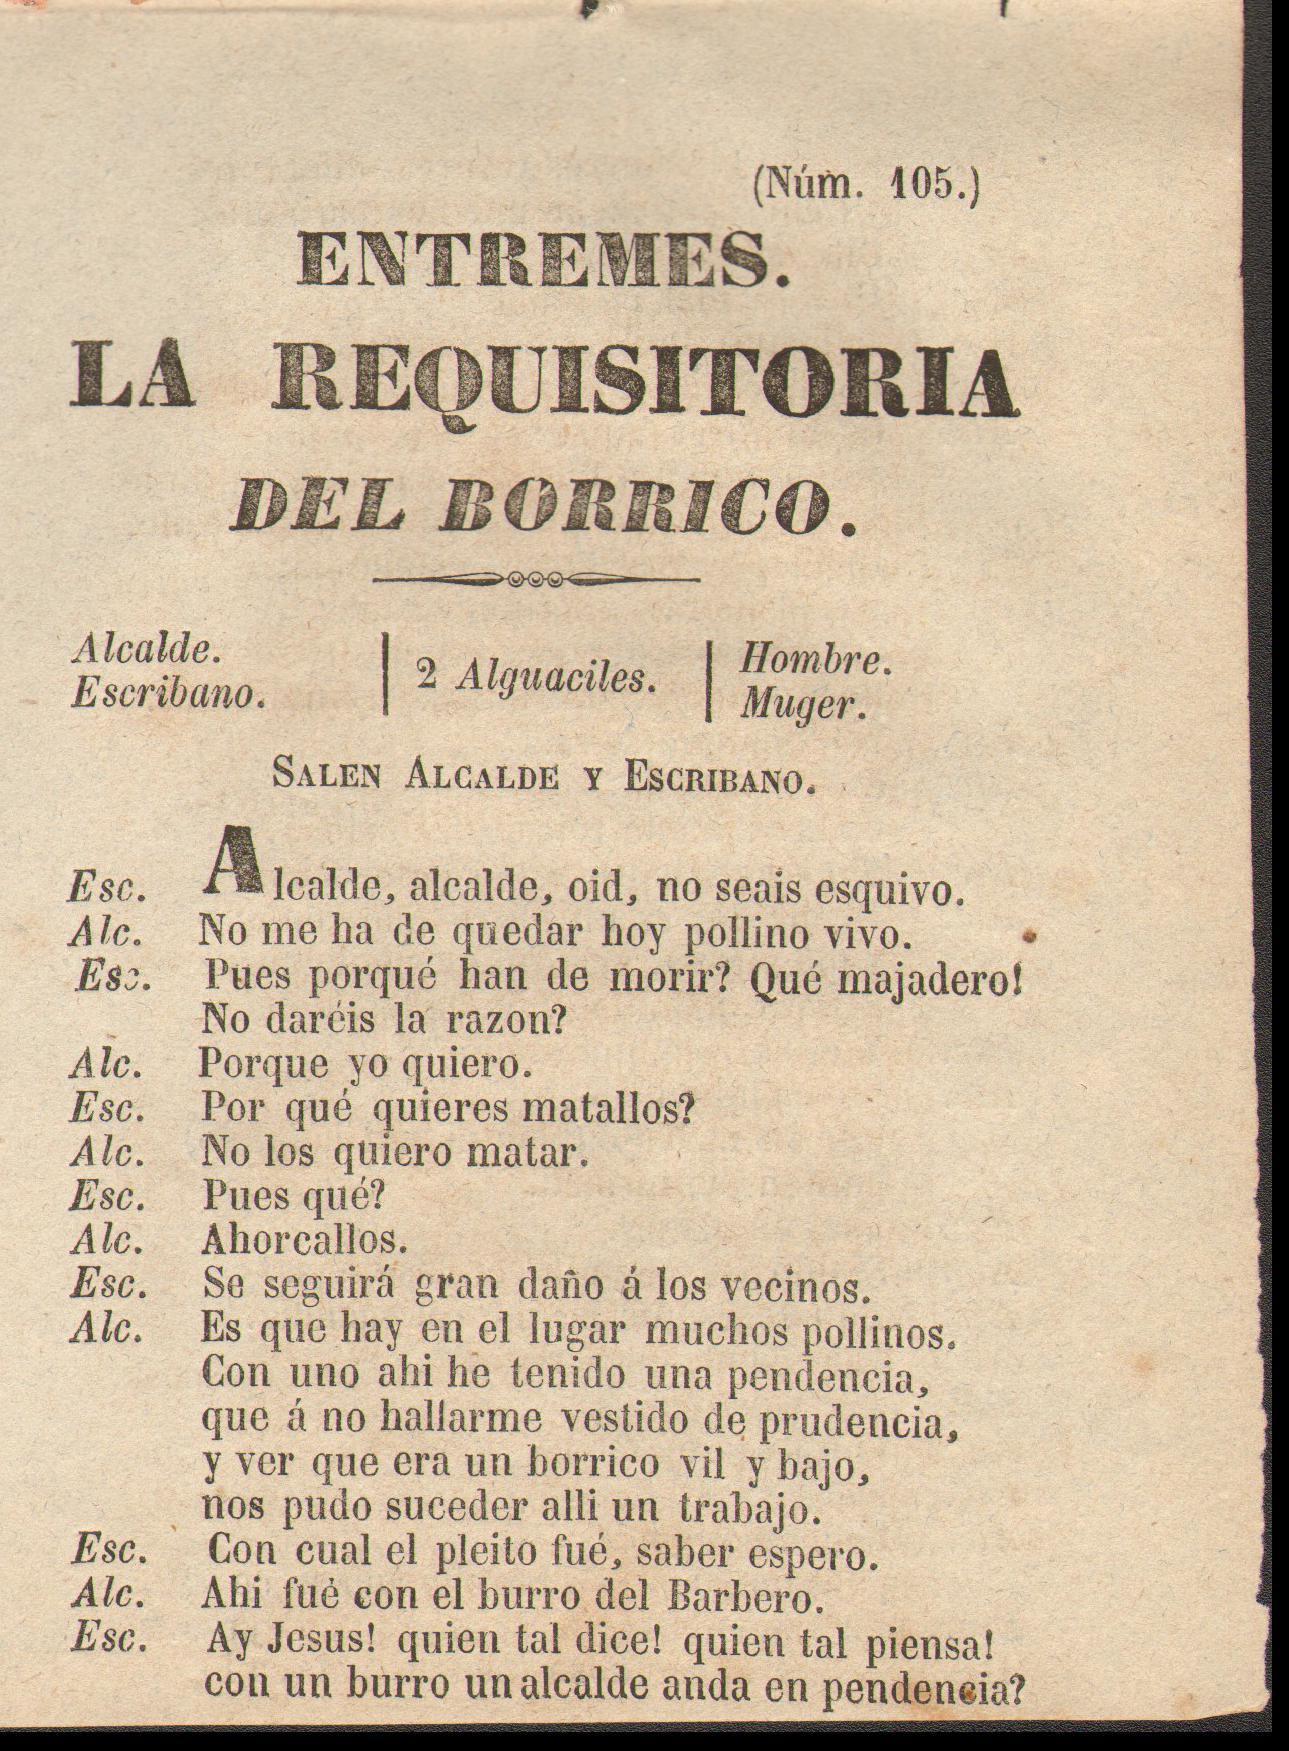 (Núm. 105.)
ENTREMES.
LA REQUISITORIA
DEL BORRICO.
Alcalde.
Escribano.
2 Alguaciles.
Hombre.
Muger.
SALEN ALCALDE Y ESCRIBANO.
Esc. Alcalde, alcalde, oid, no seais esquivo.
Alc. No me ha de quedar hoy pollino vivo.
Esc. Pues porqué han de morir? Qué majadero!
No daréis la razon?
Alc. Porque yo quiero.
Esc. Por qué quieres matallos?
Alc. No los quiero matar.
Esc. Pues qué?
Alc. Ahorcallos.
Esc. Se seguirá gran daño á los vecinos.
Alc. Es que hay en el lugar muchos pollinos.
Con uno ahi he tenido una pendencia,
que á no hallarme vestido de prudencia,
y ver que era un borrico vil y bajo,
nos pudo suceder alli un trabajo.
Esc. Con cual el pleito fué, saber espero.
Alc. Ahi fué con el burro del Barbero.
Esc. Ay Jesus! quien tal dice! quien tal piensa!
con un burro un alcalde anda en pendencia?